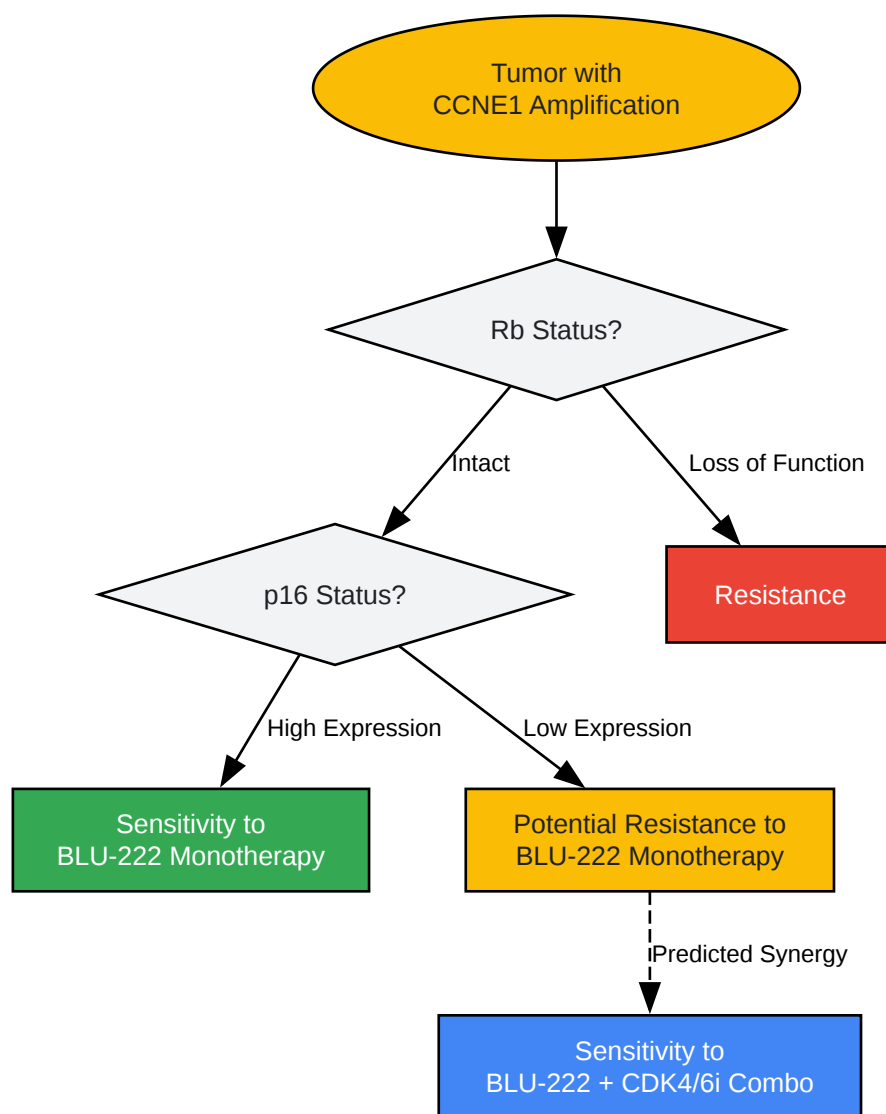 Tumor with
CCNE1 Amplification
Rb Status?
Intact
Loss of Function
p16 Status?
Resistance
High Expression
Low Expression
Sensitivity to
BLU-222 Monotherapy
Potential Resistance to
BLU-222 Monotherapy
Predicted Synergy
Sensitivity to
BLU-222 + CDK4/6i Combo